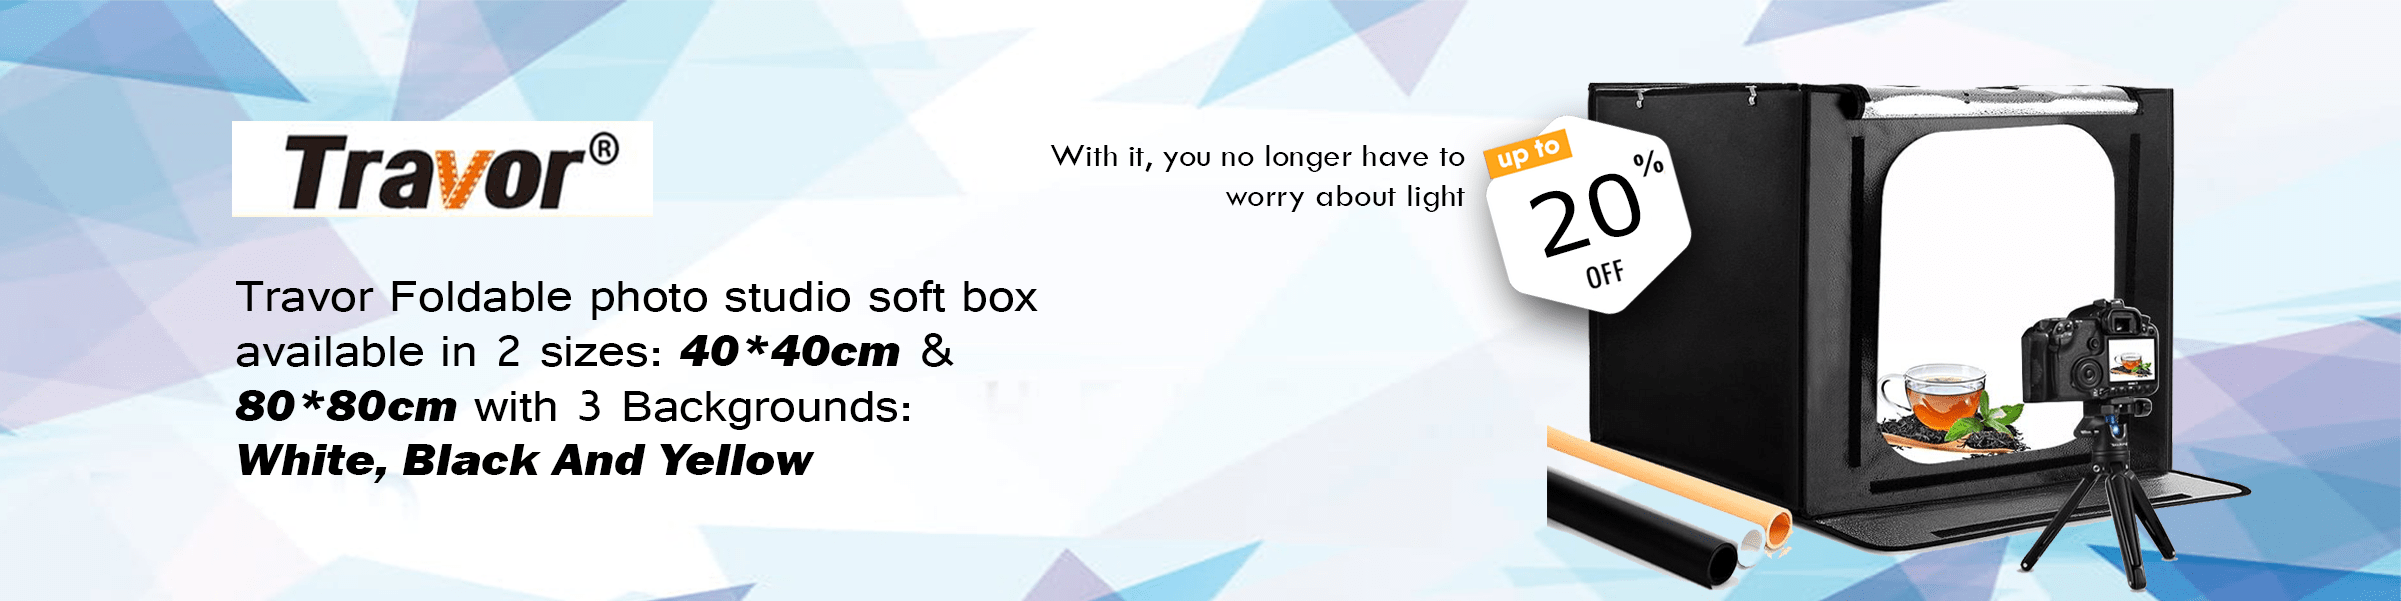 Travor®
With it, you no longer have to
worry about light
up to
20%
OFF
Travor Foldable photo studio soft box
available in 2 sizes: 40*40cm &
80*80cm with 3 Backgrounds:
White, Black And Yellow